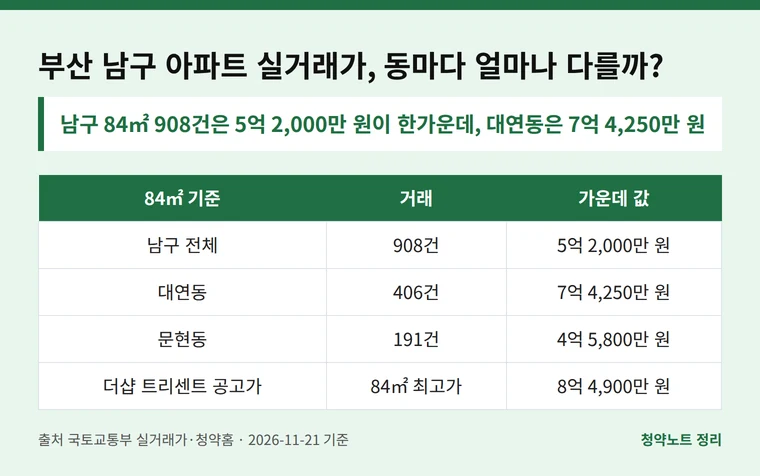 부산 남구 아파트 실거래가, 동마다 얼마나 다를까?
남구 84㎡ 908건은 5억 2,000만 원이 한가운데, 대연동은 7억 4,250만 원
84㎡ 기준 거래 가운데 값
남구 전체 908건 5억 2,000만 원
대연동 406건 7억 4,250만 원
문현동 191건 4억 5,800만 원
더샵 트리센트 공고가 84㎡ 최고가 8억 4,900만 원
출처 국토교통부 실거래가·청약홈 · 2026-11-21 기준 청약노트 정리